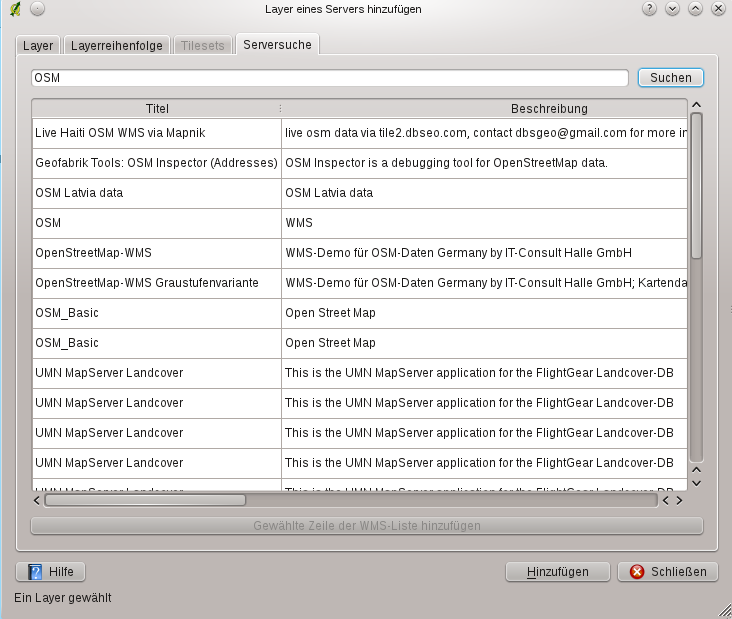 Layer eines Servers hinzufügen
Layer Layerreihenfolge Tilesets Serversuche
OSM Suchen
Titel Beschreibung
Live Haiti OSM WMS via Mapnik live osm data via tile2.dbseo.com, contact dbsgeo@gmail.com for more in
Geofabrik Tools: OSM Inspector (Addresses) OSM Inspector is a debugging tool for OpenStreetMap data.
OSM Latvia data OSM Latvia data
OSM WMS
OpenStreetMap-WMS WMS-Demo für OSM-Daten Germany by IT-Consult Halle GmbH
OpenStreetMap-WMS Graustufenvariante WMS-Demo für OSM-Daten Germany by IT-Consult Halle GmbH; Kartenda
OSM_Basic Open Street Map
OSM_Basic Open Street Map
UMN MapServer Landcover This is the UMN MapServer application for the FlightGear Landcover-DB
UMN MapServer Landcover This is the UMN MapServer application for the FlightGear Landcover-DB
UMN MapServer Landcover This is the UMN MapServer application for the FlightGear Landcover-DB
UMN MapServer Landcover This is the UMN MapServer application for the FlightGear Landcover-DB
Gewählte Zeile der WMS-Liste hinzufügen
Hilfe Hinzufügen Schließen
Ein Layer gewählt